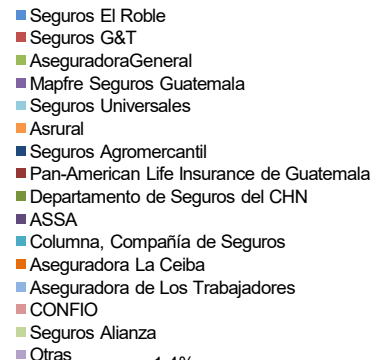 Seguros El Roble
Seguros G&T
AseguradoraGeneral
Mapfre Seguros Guatemala
Seguros Universales
Asrural
Seguros Agromercantil
Pan-American Life Insurance de Guatemala
Departamento de Seguros del CHN
ASSA
Columna, Compañía de Seguros
Aseguradora La Ceiba
Aseguradora de Los Trabajadores
CONFIO
Seguros Alianza
Otras